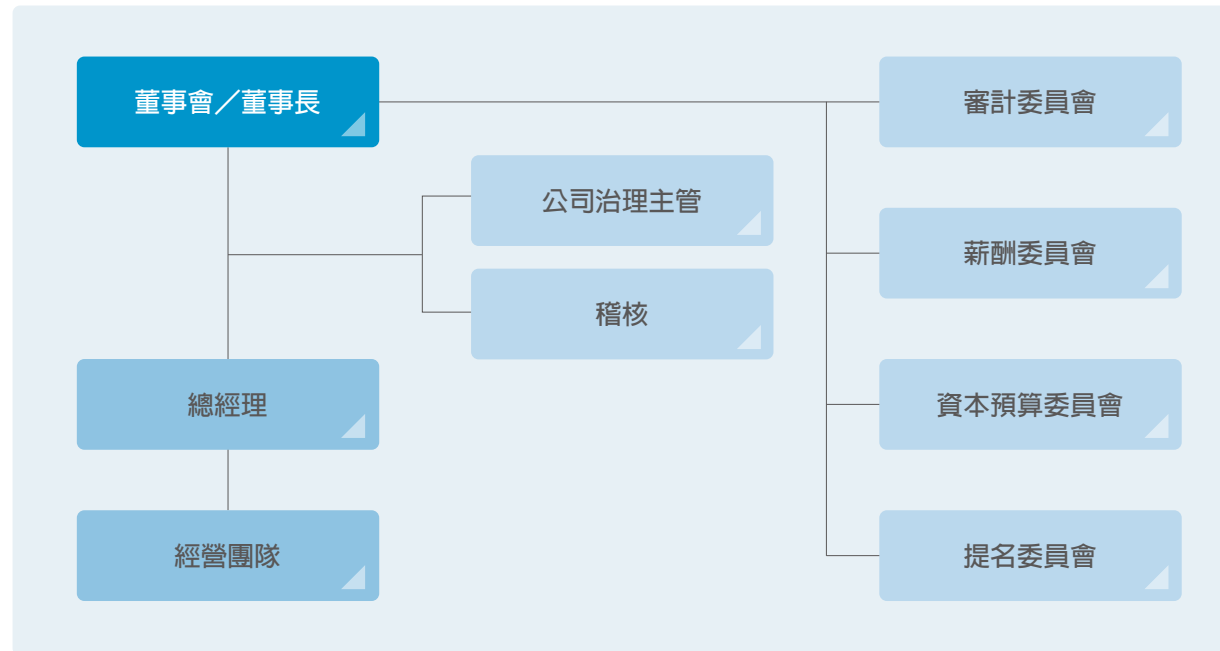 董事會／董事長
審計委員會
公司治理主管
薪酬委員會
稽核
總經理
資本預算委員會
經營團隊
提名委員會